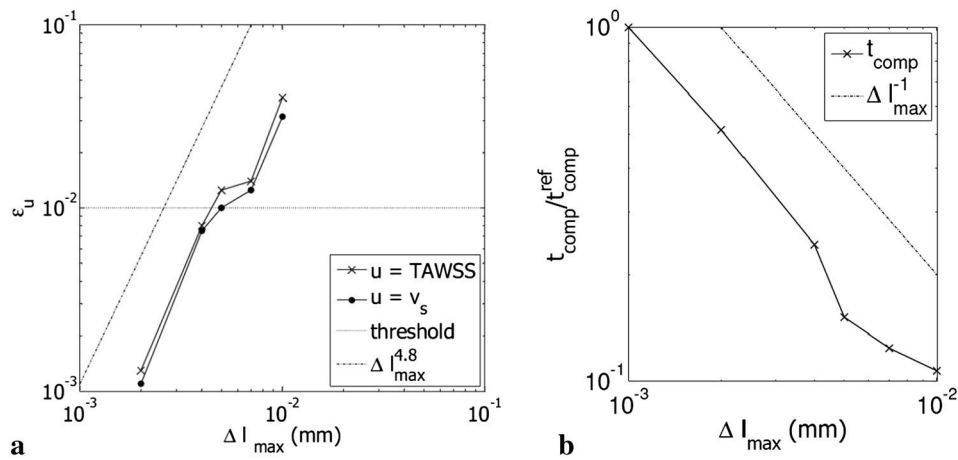 10^-1
10^-2
10^-3
ε_u
u = TAWSS
u = v_s
threshold
Δ l_max^4.8
10^-3
10^-2
10^-1
Δ l_max (mm)
a
10^0
10^-1
t_comp/t_comp^ref
t_comp
Δ l_max^-1
10^-3
10^-2
Δ l_max (mm)
b